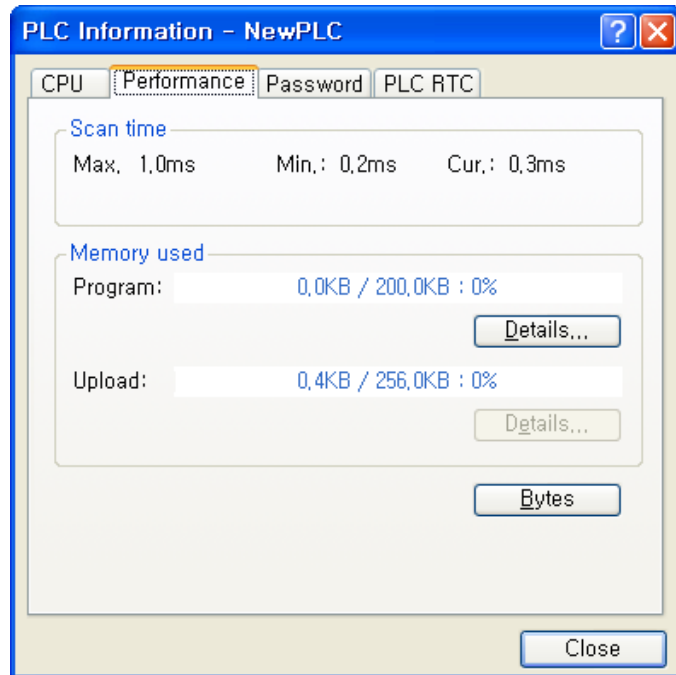 PLC Information - NewPLC
CPU Performance Password PLC RTC
Scan time
Max, 1,0ms Min,: 0,2ms Cur,: 0,3ms
Memory used
Program: 0,0KB / 200,0KB : 0%
Details,,,
Upload: 0,4KB / 256,0KB : 0%
Details,,,
Bytes
Close